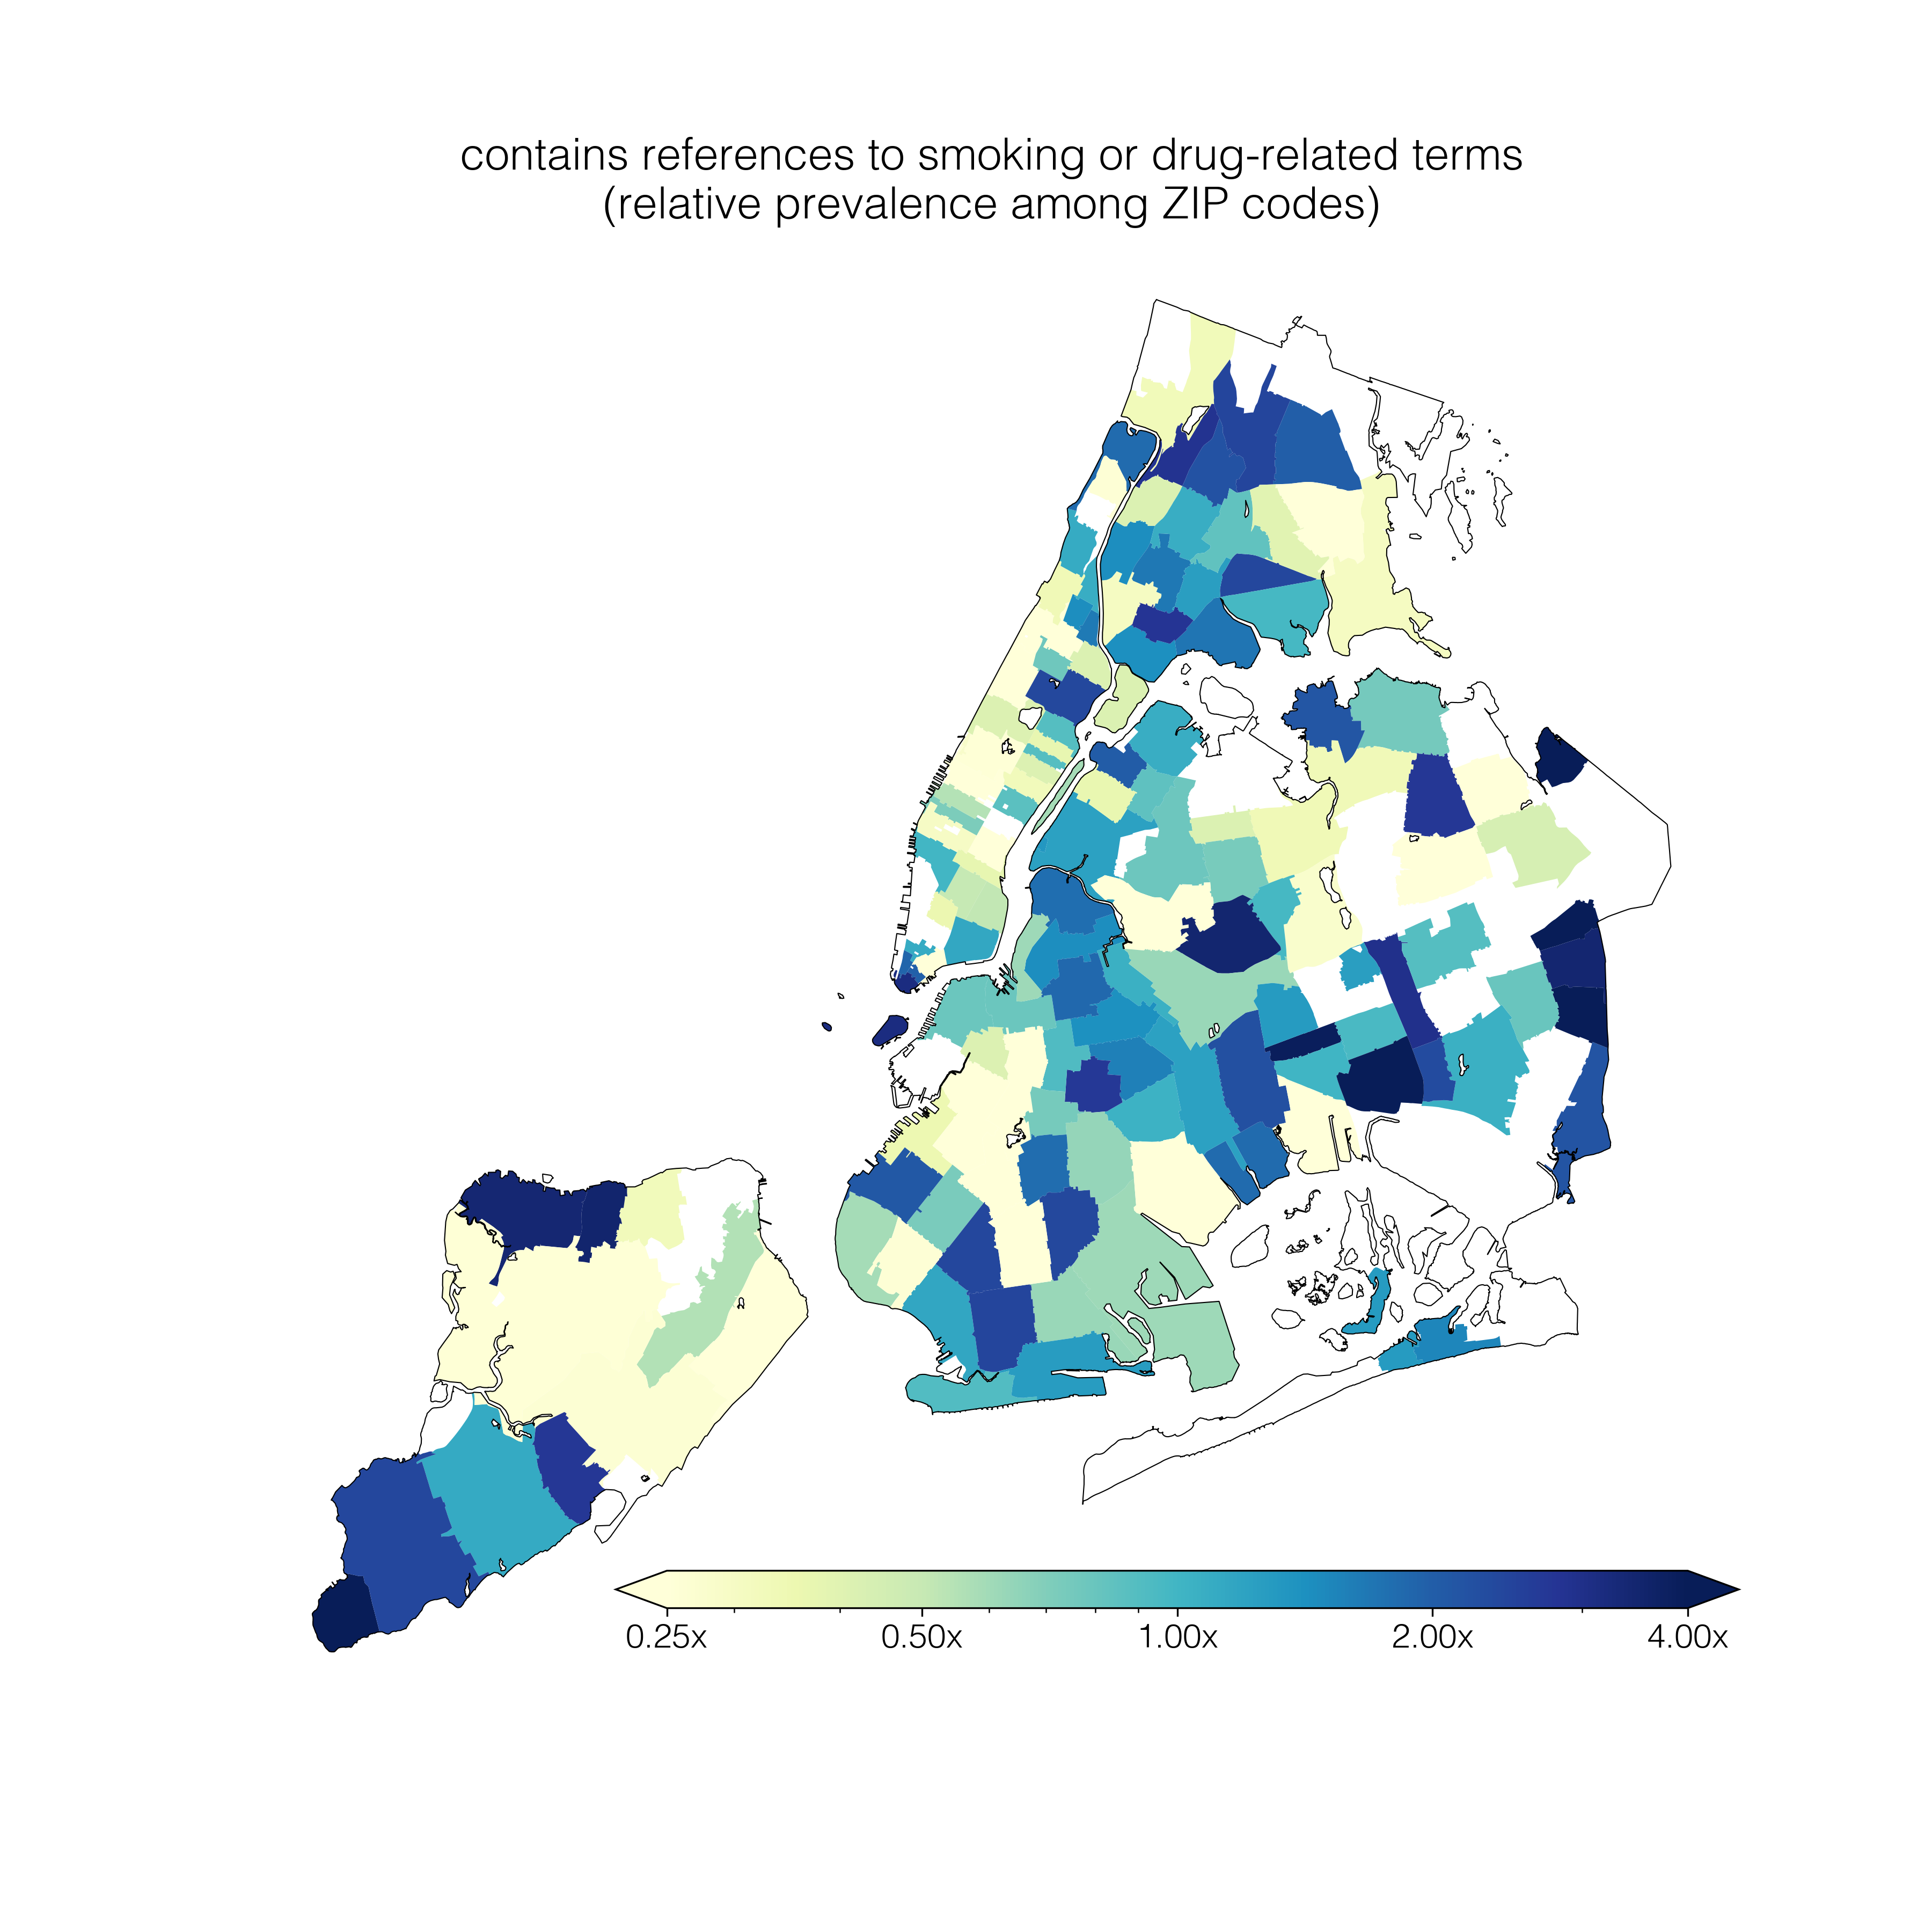 contains references to smoking or drug-related terms
(relative prevalence among ZIP codes)
0.25x 0.50x 1.00x 2.00x 4.00x